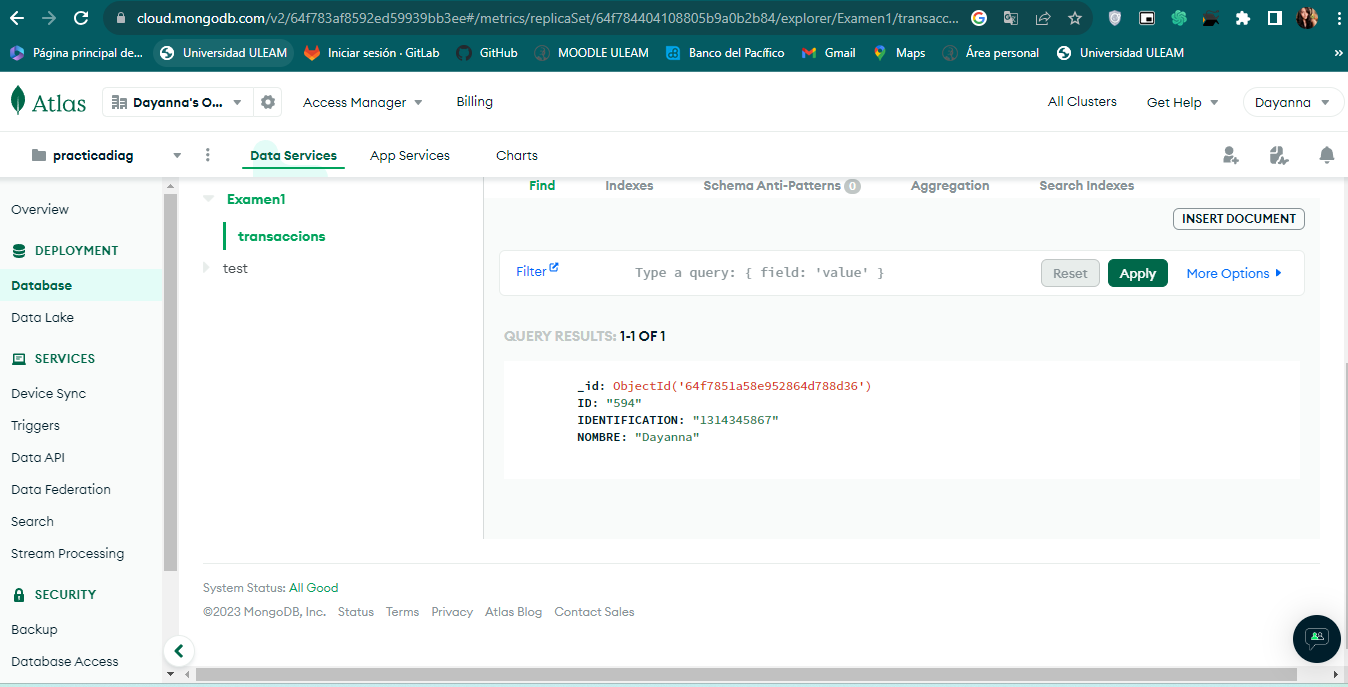 cloud.mongodb.com/v2/64f783af8592ed59939bb3ee#/metrics/replicaSet/64f784404108805b9a0b2b84/explorer/Examen1/transacc...
Página principal de... Universidad ULEAM Iniciar sesión · GitLab GitHub MOODLE ULEAM Banco del Pacífico Gmail Maps Área personal Universidad ULEAM »
Atlas Dayanna's O... Access Manager Billing All Clusters Get Help Dayanna
practicadiag Data Services App Services Charts
Overview
DEPLOYMENT
Database
Data Lake
SERVICES
Device Sync
Triggers
Data API
Data Federation
Search
Stream Processing
SECURITY
Backup
Database Access
Examen1
transaccions
test
Find Indexes Schema Anti-Patterns 0 Aggregation Search Indexes
INSERT DOCUMENT
Filter Type a query: { field: 'value' } Reset Apply More Options
QUERY RESULTS: 1-1 OF 1
_id: ObjectId('64f7851a58e952864d788d36')
ID: "594"
IDENTIFICATION: "1314345867"
NOMBRE: "Dayanna"
System Status: All Good
©2023 MongoDB, Inc. Status Terms Privacy Atlas Blog Contact Sales